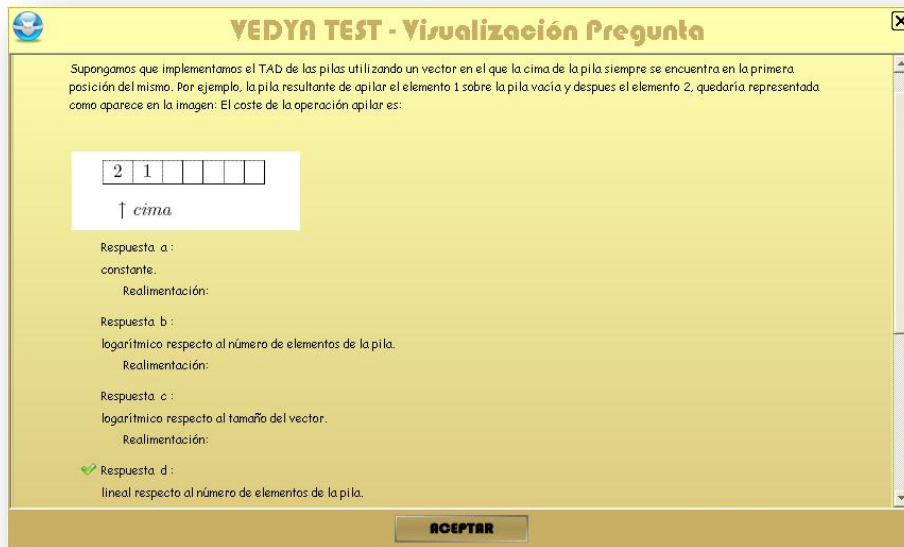 VEDYA TEST - Visualización Pregunta
Supongamos que implementamos el TAD de las pilas utilizando un vector en el que la cima de la pila siempre se encuentra en la primera
posición del mismo. Por ejemplo, la pila resultante de apilar el elemento 1 sobre la pila vacía y despues el elemento 2, quedaría representada
como aparece en la imagen: El coste de la operación apilar es:
2 1
↑ cima
Respuesta a :
constante.
Realimentación:
Respuesta b :
logarítmico respecto al número de elementos de la pila.
Realimentación:
Respuesta c :
logarítmico respecto al tamaño del vector.
Realimentación:
Respuesta d :
lineal respecto al número de elementos de la pila.
ACEPTAR